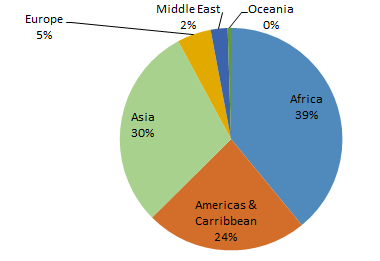 Middle East
2%
Oceania
0%
Europe
5%
Africa
39%
Asia
30%
Americas &
Carribbean
24%